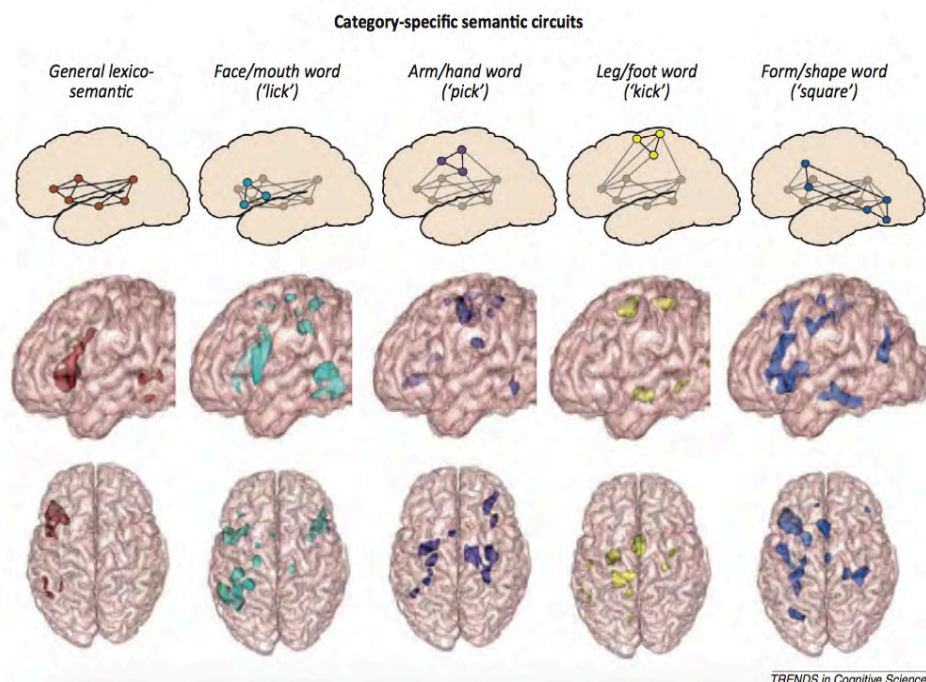 Category-specific semantic circuits
General lexico-
semantic
Face/mouth word
('lick')
Arm/hand word
('pick')
Leg/foot word
('kick')
Form/shape word
('square')
TRENDS in Cognitive Science